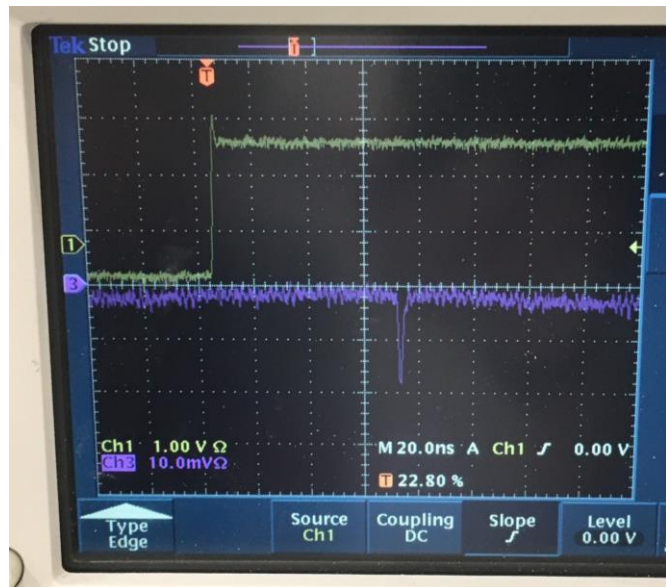 Tek Stop
T
T
1
3
Ch1 1.00 V Ω
Ch3 10.0mVΩ
M 20.0ns A Ch1 ∫ 0.00 V
T 22.80 %
Type
Edge
Source
Ch1
Coupling
DC
Slope
∫
Level
0.00 V